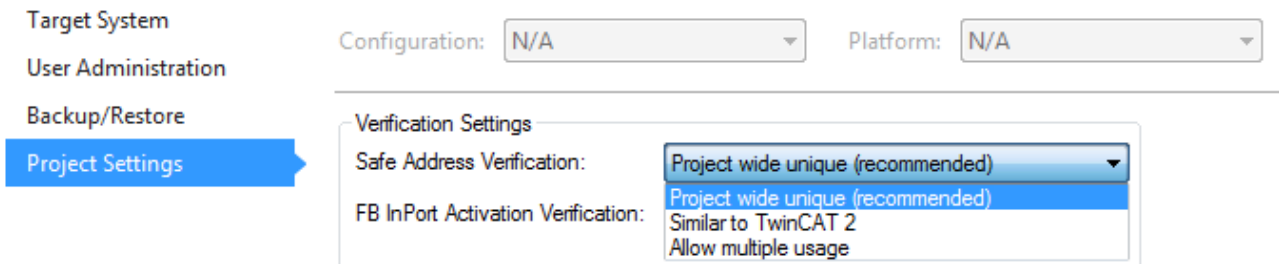 Target System
User Administration
Backup/Restore
Project Settings
Configuration: N/A Platform: N/A
Verification Settings
Safe Address Verification: Project wide unique (recommended)
Project wide unique (recommended)
FB InPort Activation Verification: Similar to TwinCAT 2
Allow multiple usage